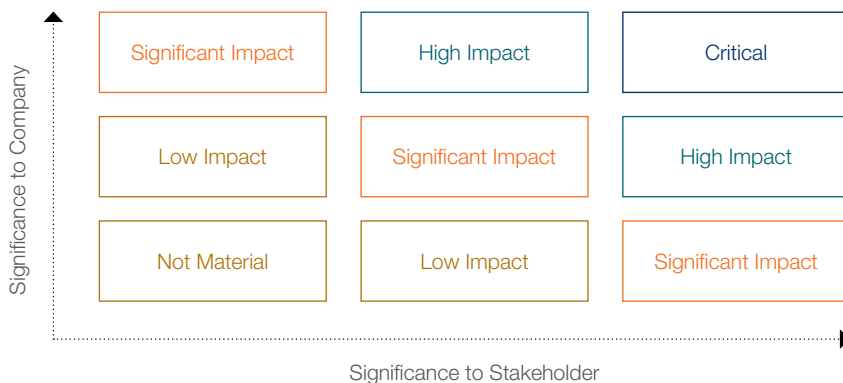 Significance to Company
Significant Impact
High Impact
Critical
Low Impact
Significant Impact
High Impact
Not Material
Low Impact
Significant Impact
Significance to Stakeholder